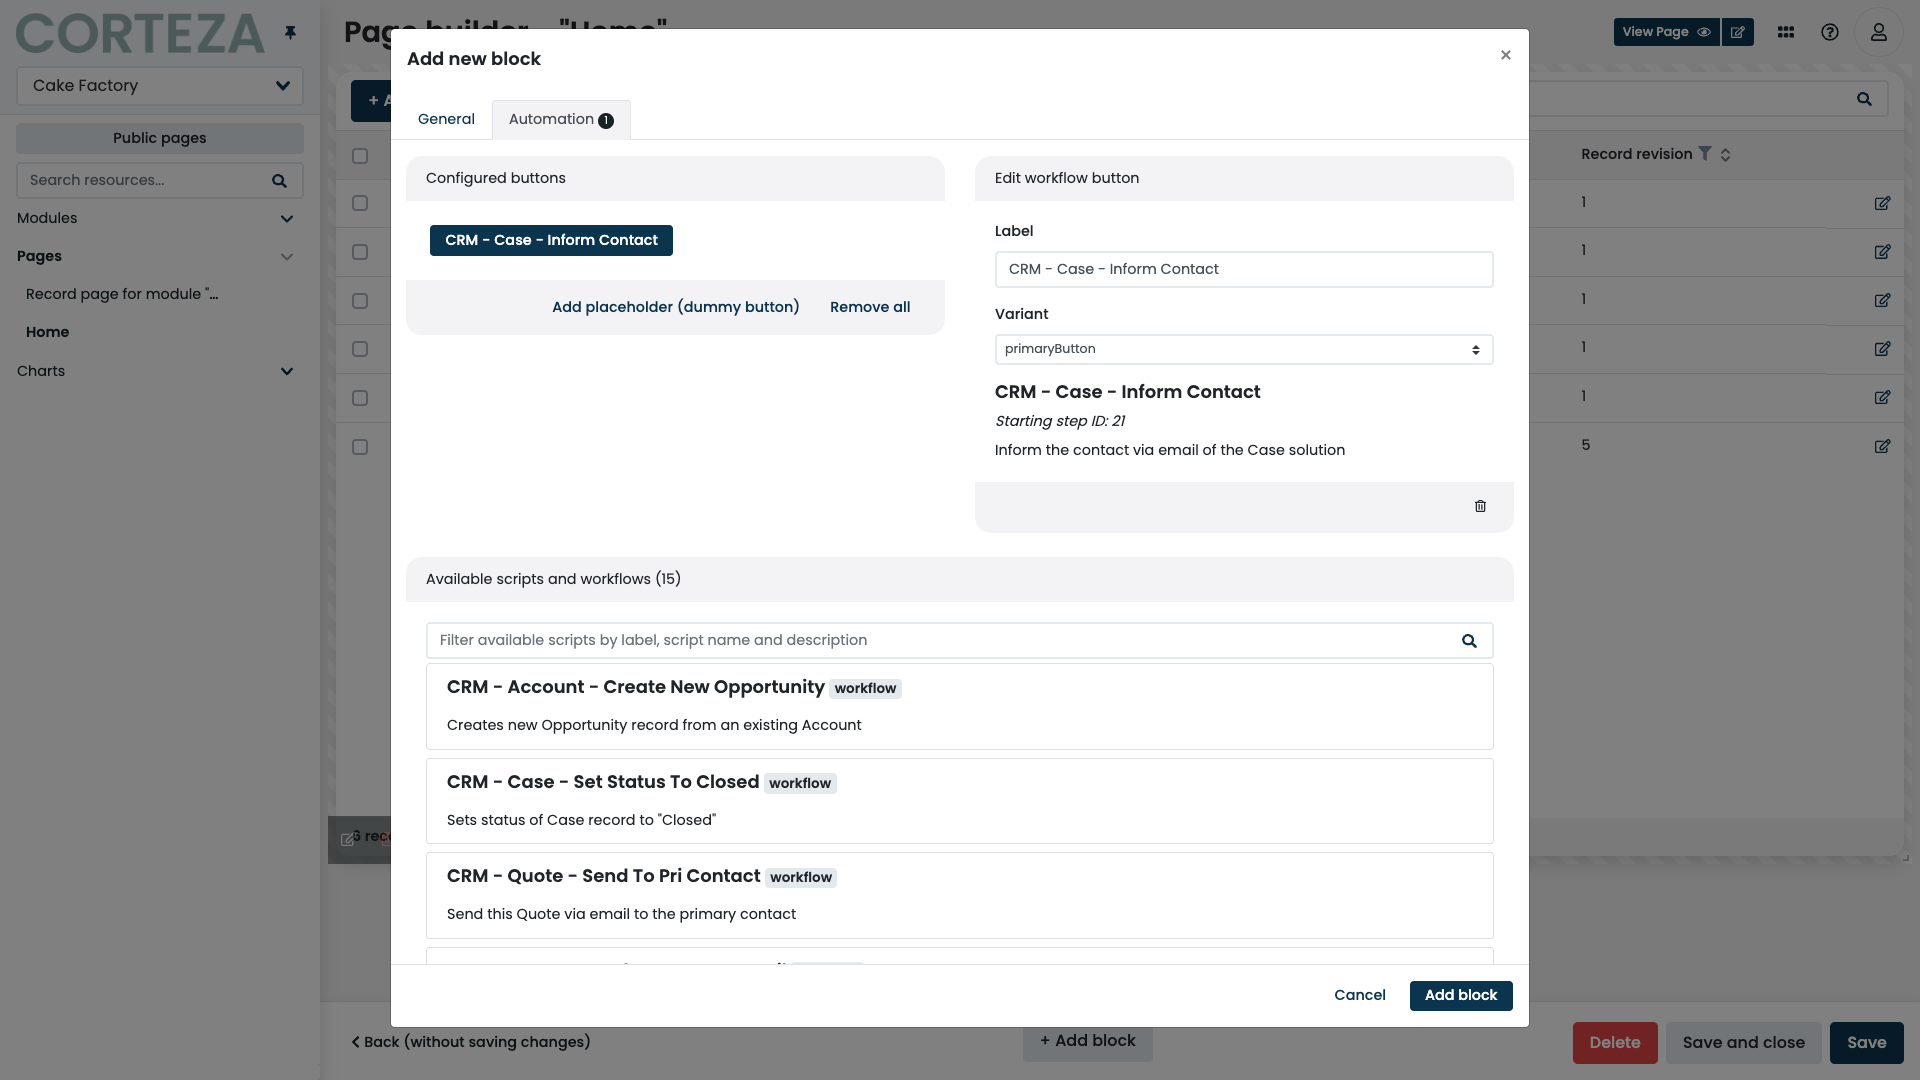 CORTEZA
Cake Factory
Public pages
Search resources...
Modules
Pages
Record page for module "...
Home
Charts
Page builder - "Home"
View Page
+ A
Record revision
1
1
1
1
1
5
6 rec
Add new block
×
General
Automation 1
Configured buttons
CRM - Case - Inform Contact
Add placeholder (dummy button)
Remove all
Edit workflow button
Label
CRM - Case - Inform Contact
Variant
primaryButton
CRM - Case - Inform Contact
Starting step ID: 21
Inform the contact via email of the Case solution
Available scripts and workflows (15)
Filter available scripts by label, script name and description
CRM - Account - Create New Opportunity workflow
Creates new Opportunity record from an existing Account
CRM - Case - Set Status To Closed workflow
Sets status of Case record to "Closed"
CRM - Quote - Send To Pri Contact workflow
Send this Quote via email to the primary contact
Cancel
Add block
Back (without saving changes)
+ Add block
Delete
Save and close
Save